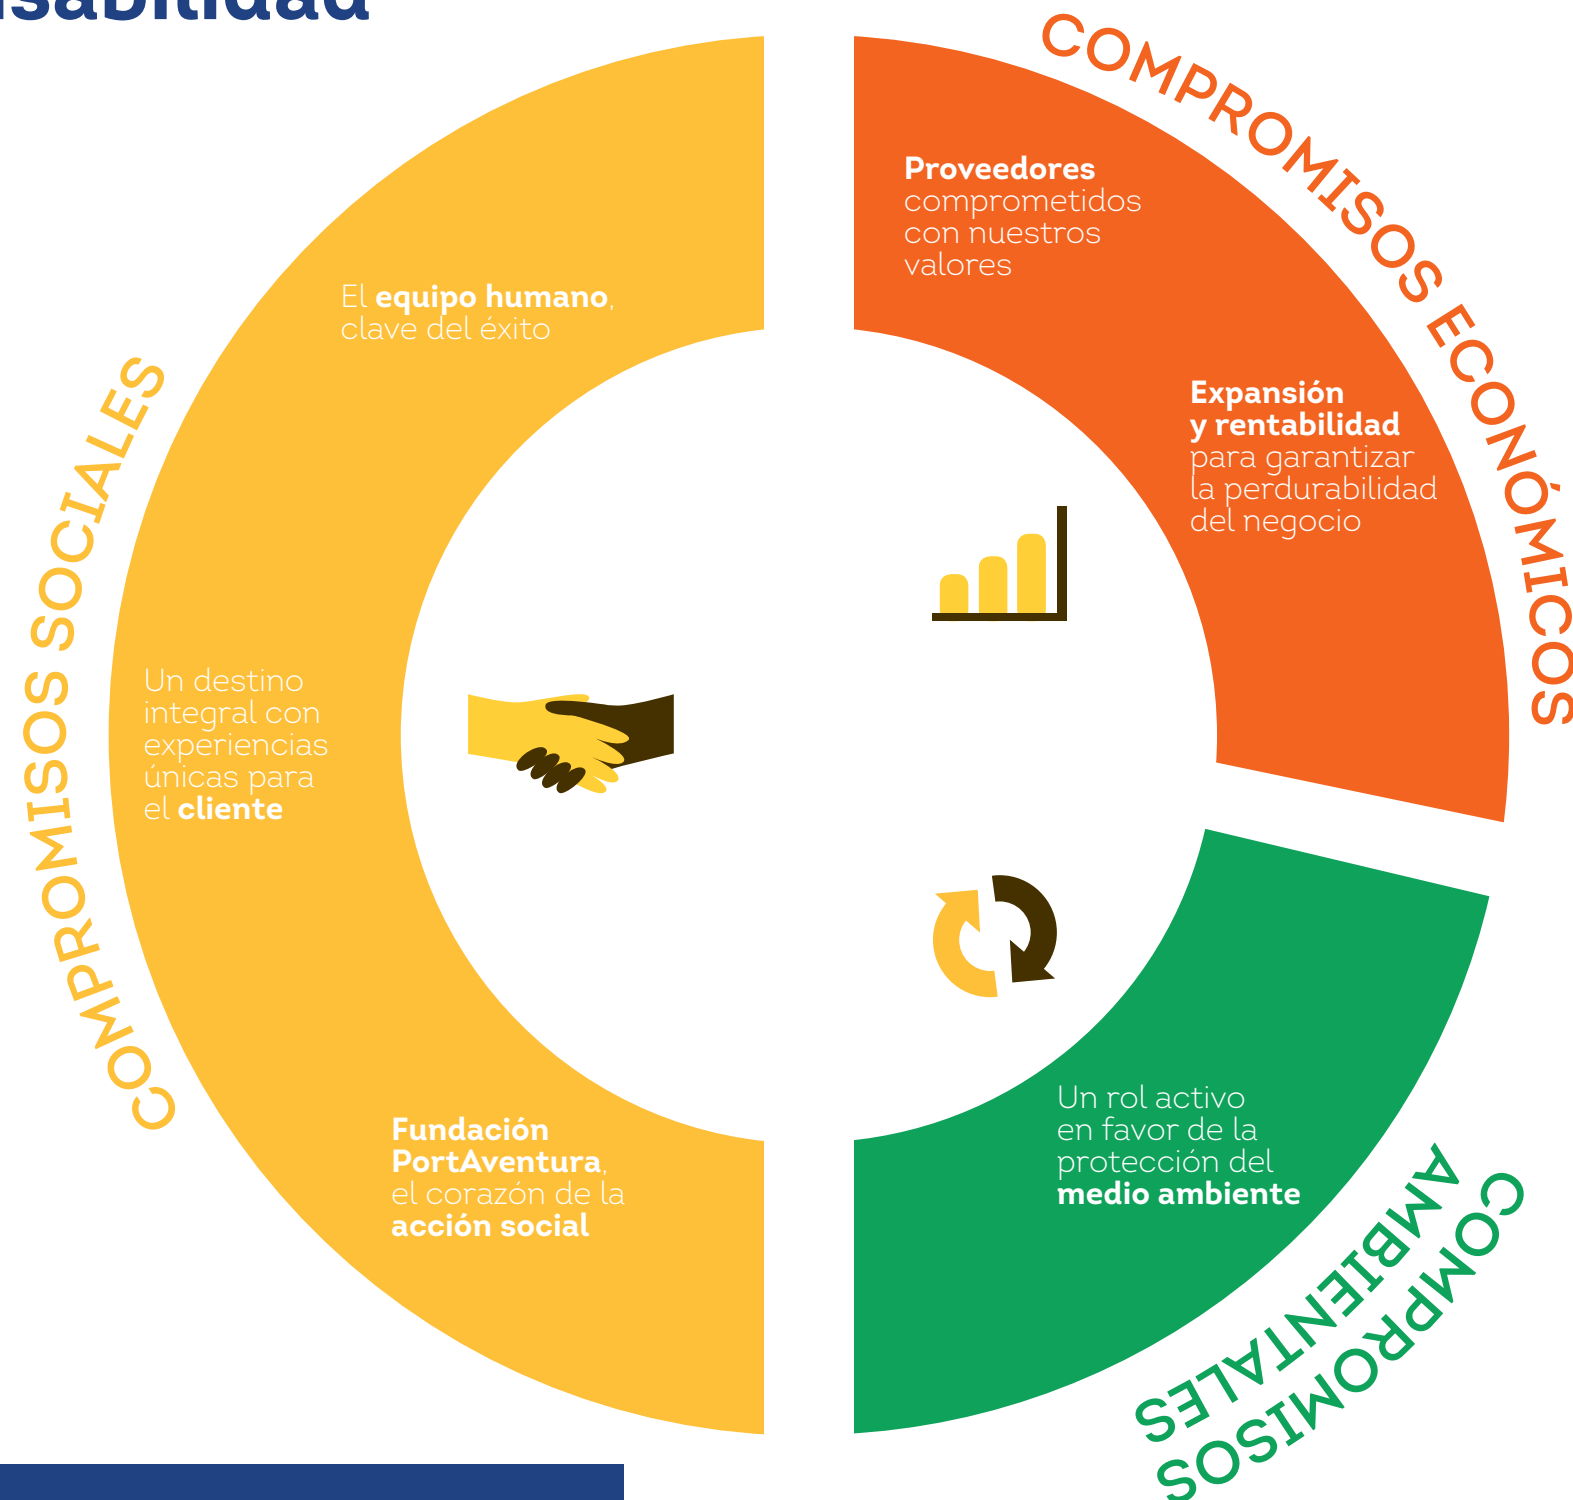 COMPROMISOS SOCIALES
El equipo humano,
clave del éxito
Un destino
integral con
experiencias
únicas para
el cliente
Fundación
PortAventura,
el corazón de la
acción social
COMPROMISOS ECONÓMICOS
Proveedores
comprometidos
con nuestros
valores
Expansión
y rentabilidad
para garantizar
la perdurabilidad
del negocio
Un rol activo
en favor de la
protección del
medio ambiente
COMPROMISOS
AMBIENTALES